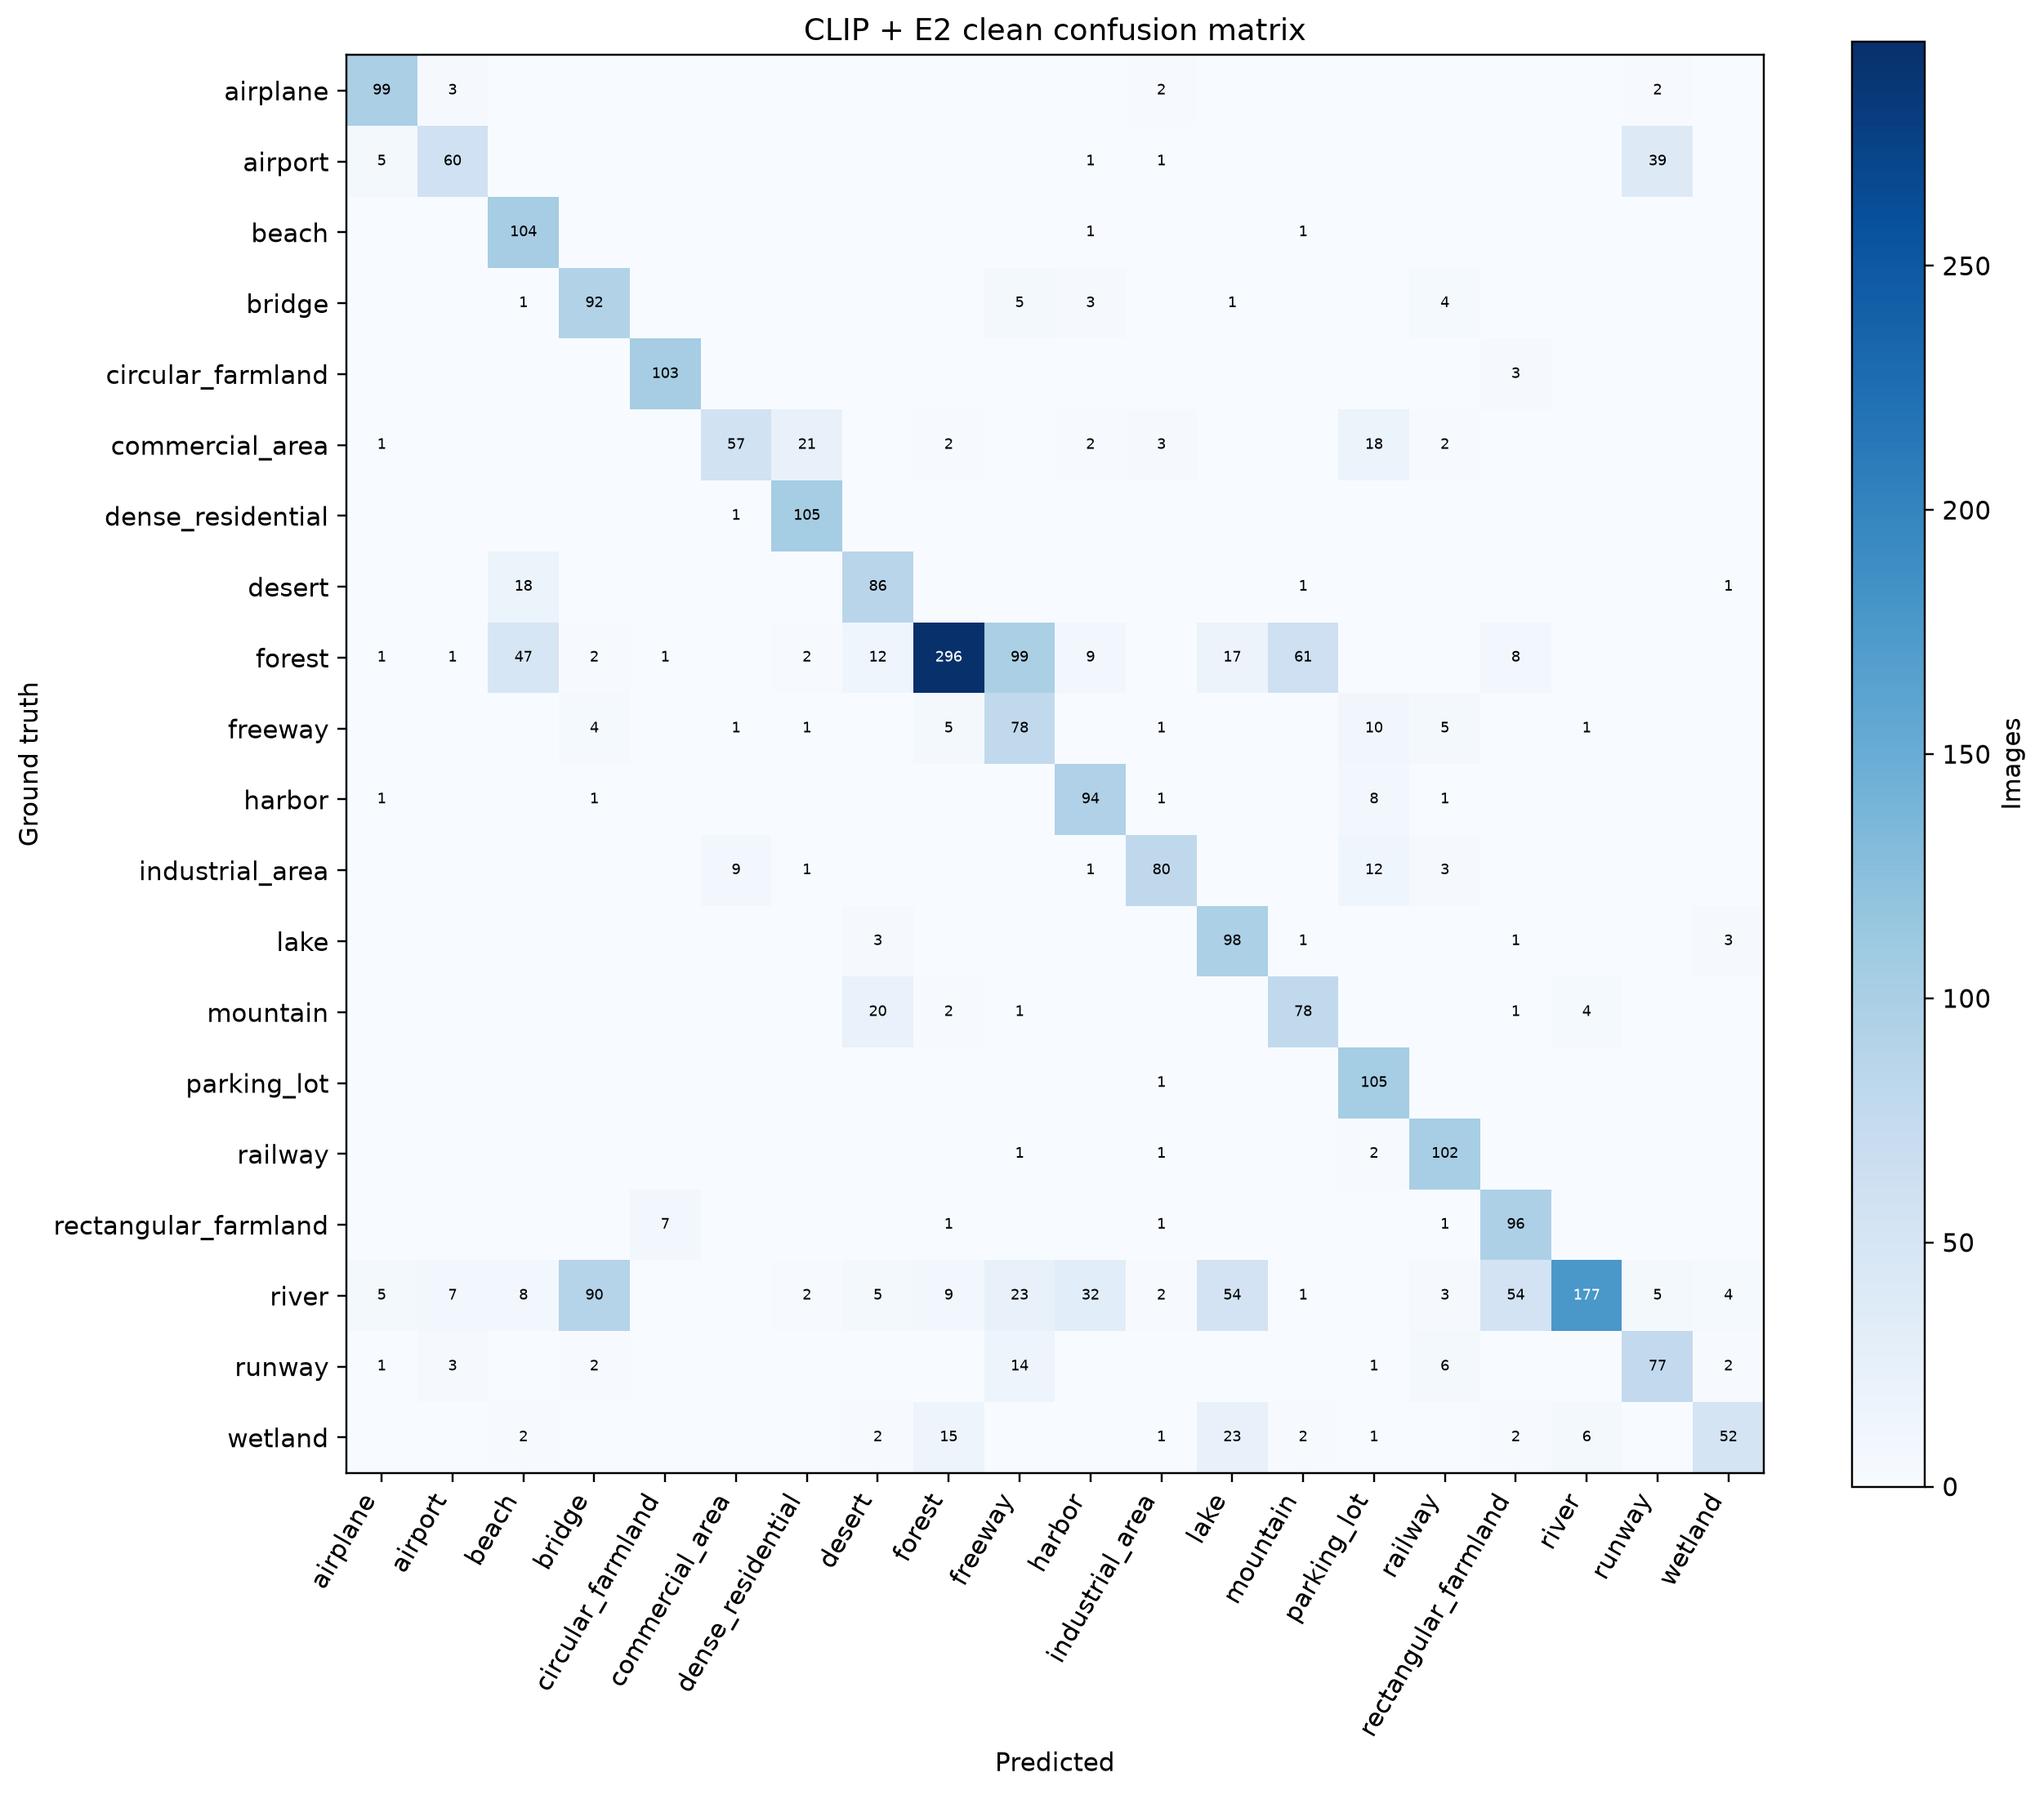 CLIP + E2 clean confusion matrix
airplane 99 3 2 2
airport 5 60 1 1 39
beach 104 1 1
bridge 1 92 5 3 1 4
circular_farmland 103 3
commercial_area 1 57 21 2 2 3 18 2
dense_residential 1 105
desert 18 86 1 1
forest 1 1 47 2 1 2 12 296 99 9 17 61 8
freeway 4 1 1 5 78 1 10 5 1
harbor 1 1 94 1 8 1
industrial_area 9 1 1 80 12 3
lake 3 98 1 1 3
mountain 20 2 1 78 1 4
parking_lot 1 105
railway 1 1 2 102
rectangular_farmland 7 1 1 1 96
river 5 7 8 90 2 5 9 23 32 2 54 1 3 54 177 5 4
runway 1 3 2 14 1 6 77 2
wetland 2 2 15 1 23 2 1 2 6 52
Ground truth
airplane airport beach bridge circular_farmland commercial_area dense_residential desert forest freeway harbor industrial_area lake mountain parking_lot railway rectangular_farmland river runway wetland
Predicted
250
200
150
100
50
0
Images